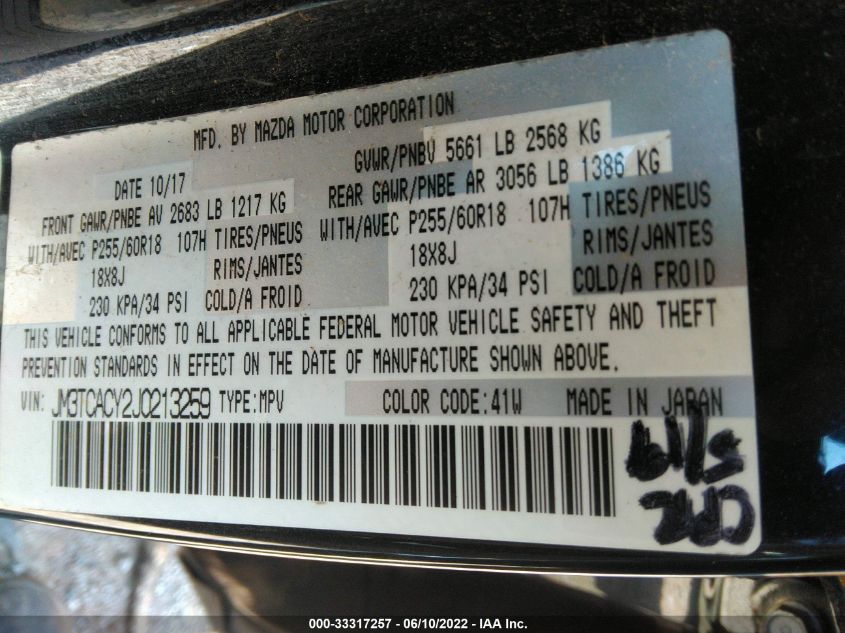 MFD. BY MAZDA MOTOR CORPORATION
DATE 10/17 GVWR/PNBV 5661 LB 2568 KG
FRONT GAWR/PNBE AV 2683 LB 1217 KG REAR GAWR/PNBE AR 3056 LB 1386 KG
WITH/AVEC P255/60R18 107H TIRES/PNEUS WITH/AVEC P255/60R18 107H TIRES/PNEUS
18X8J RIMS/JANTES 18X8J RIMS/JANTES
230 KPA/34 PSI COLD/A FROID 230 KPA/34 PSI COLD/A FROID
THIS VEHICLE CONFORMS TO ALL APPLICABLE FEDERAL MOTOR VEHICLE SAFETY AND THEFT
PREVENTION STANDARDS IN EFFECT ON THE DATE OF MANUFACTURE SHOWN ABOVE.
VIN: JM3TCACY2J0213259 TYPE:MPV COLOR CODE:41W MADE IN JAPAN
000-33317257 - 06/10/2022 - IAA Inc.